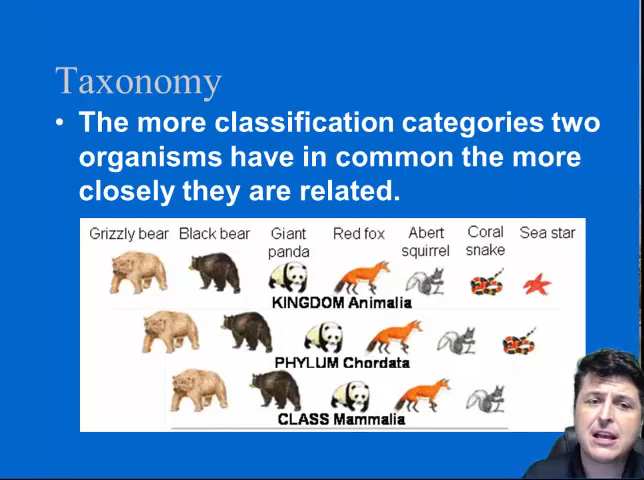 Taxonomy
• The more classification categories two
organisms have in common the more
closely they are related.
Grizzly bear Black bear Giant panda Red fox Abert squirrel Coral snake Sea star
KINGDOM Animalia
PHYLUM Chordata
CLASS Mammalia